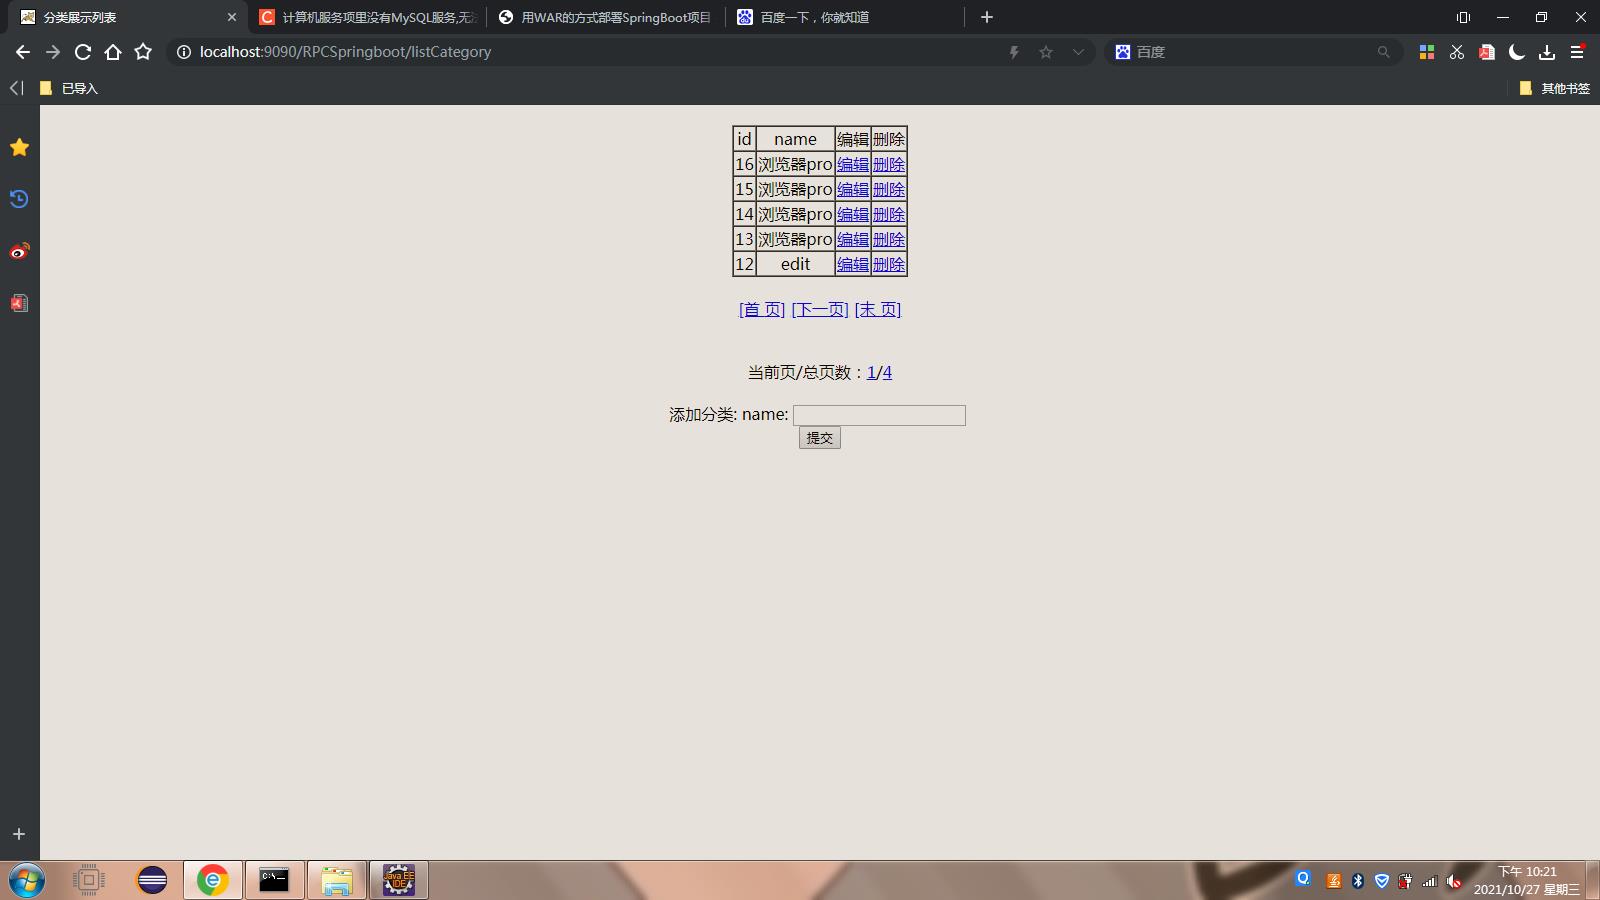 分类展示列表
计算机服务项里没有MySQL服务,无
用WAR的方式部署SpringBoot项目
百度一下，你就知道
localhost:9090/RPCSpringboot/listCategory
百度
已导入
其他书签
id name 编辑 删除
16 浏览器pro 编辑 删除
15 浏览器pro 编辑 删除
14 浏览器pro 编辑 删除
13 浏览器pro 编辑 删除
12 edit 编辑 删除
[首 页] [下一页] [末 页]
当前页/总页数：1/4
添加分类: name:
提交
C:\_
Java EE
IDE
下午 10:21
2021/10/27 星期三